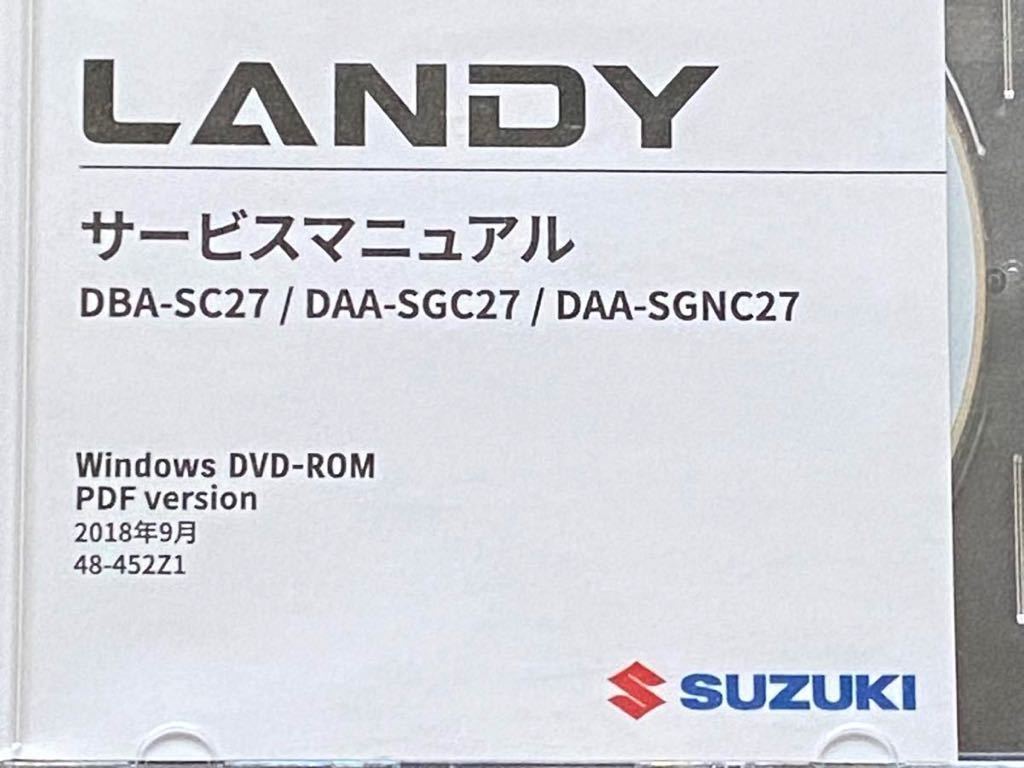 LANDY
サービスマニュアル
DBA-SC27 / DAA-SGC27 / DAA-SGNC27
Windows DVD-ROM
PDF version
2018年9月
48-452Z1
SUZUKI